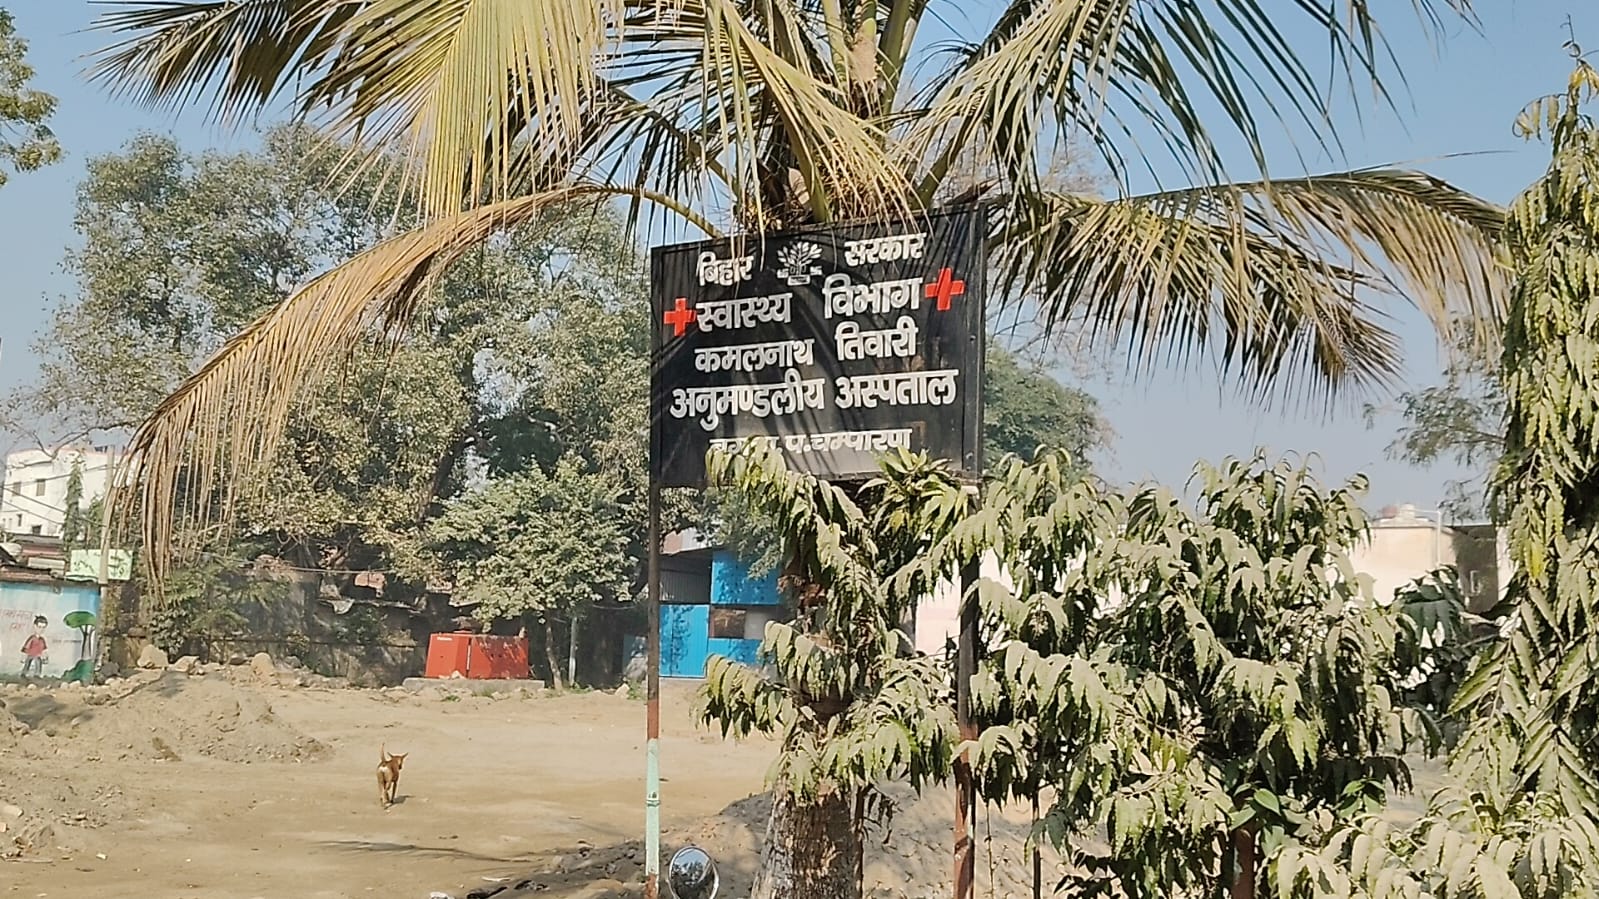 बिहार सरकार
स्वास्थ्य विभाग
कमलनाथ तिवारी
अनुमण्डलीय अस्पताल
प.चम्पारण